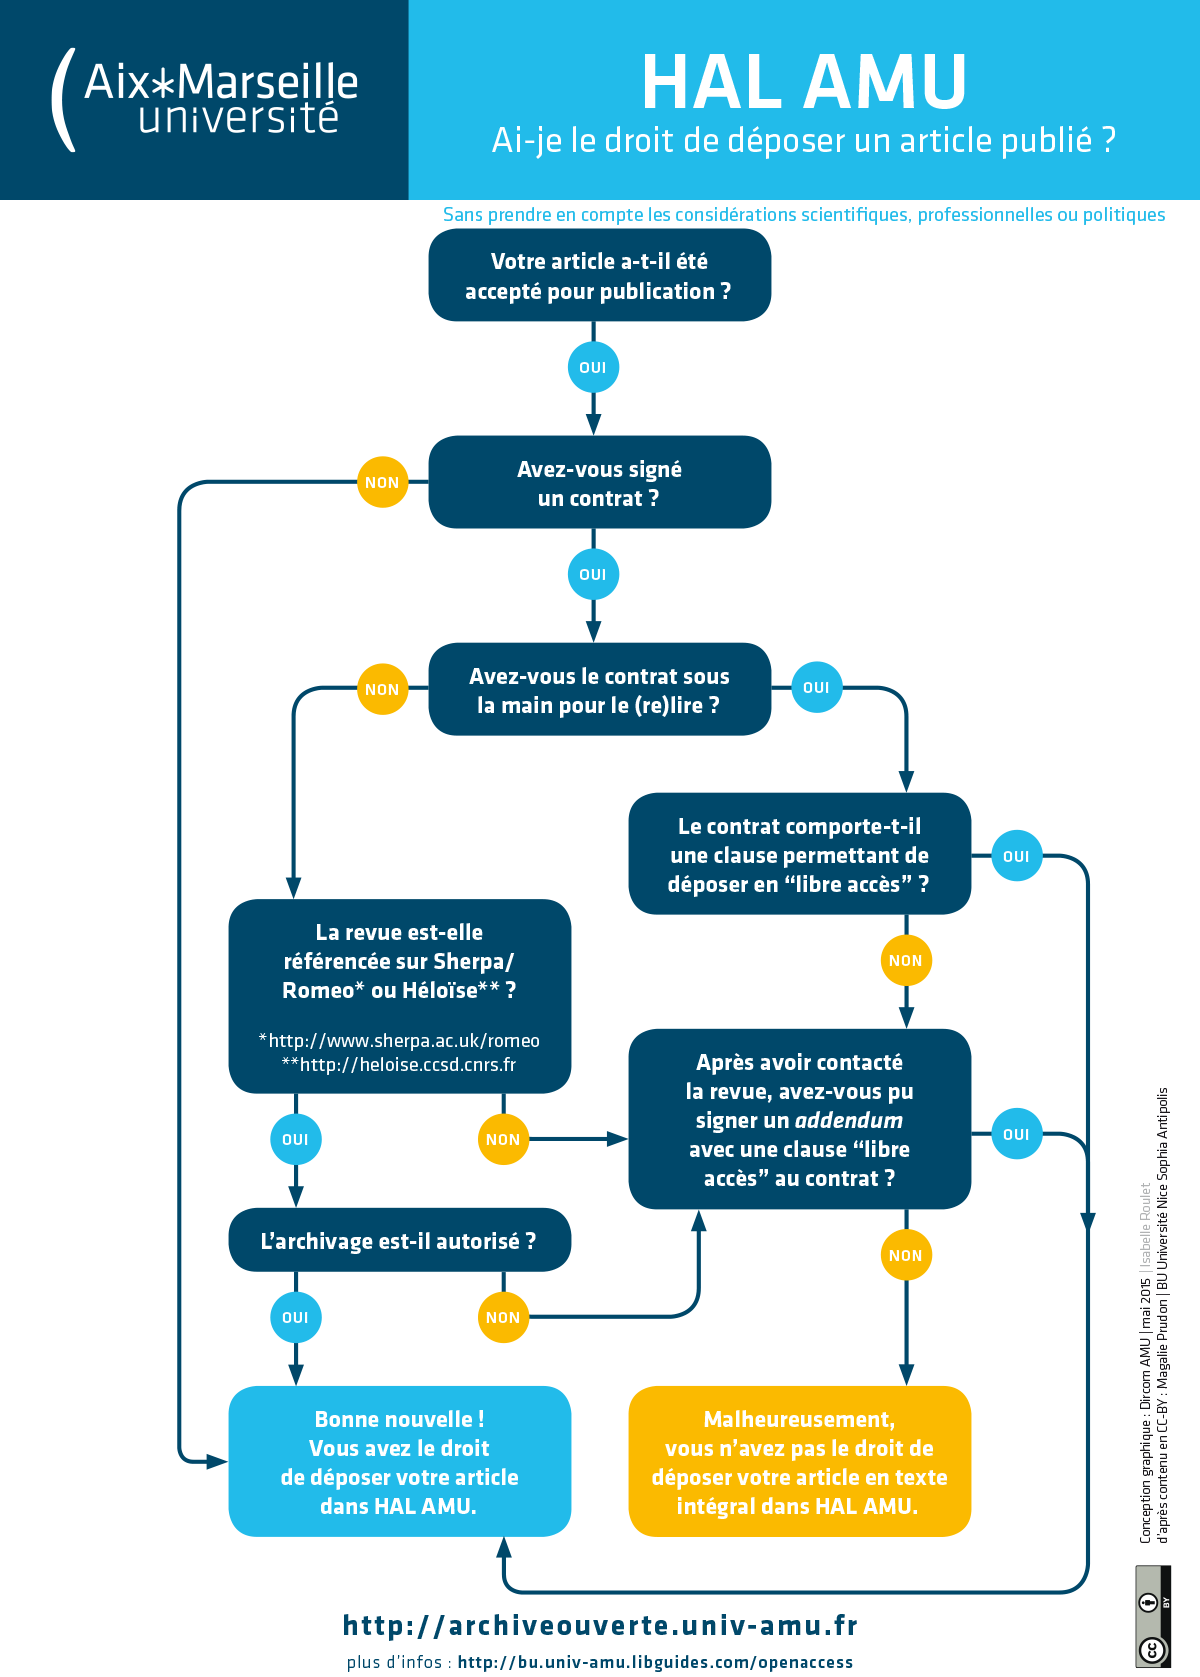 Aix*Marseille
université
HAL AMU
Ai-je le droit de déposer un article publié ?
Sans prendre en compte les considérations scientifiques, professionnelles ou politiques
Votre article a-t-il été
accepté pour publication ?
OUI
Avez-vous signé
un contrat ?
NON
OUI
Avez-vous le contrat sous
la main pour le (re)lire ?
NON
OUI
Le contrat comporte-t-il
une clause permettant de
déposer en “libre accès” ?
OUI
NON
La revue est-elle
référencée sur Sherpa/
Romeo* ou Héloïse** ?
*http://www.sherpa.ac.uk/romeo
**http://heloise.ccsd.cnrs.fr
OUI
NON
Après avoir contacté
la revue, avez-vous pu
signer un addendum
avec une clause “libre
accès” au contrat ?
OUI
NON
L’archivage est-il autorisé ?
OUI
NON
Bonne nouvelle !
Vous avez le droit
de déposer votre article
dans HAL AMU.
Malheureusement,
vous n’avez pas le droit de
déposer votre article en texte
intégral dans HAL AMU.
http://archiveouverte.univ-amu.fr
plus d’infos : http://bu.univ-amu.libguides.com/openaccess
Conception graphique : Dircom AMU | mai 2015 | Isabelle Roulet
d’après contenu en CC-BY : Magalie Prudon | BU Université Nice Sophia Antipolis
cc
BY